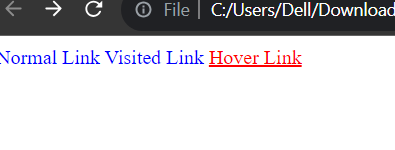 File C:/Users/Dell/Download
Normal Link Visited Link Hover Link